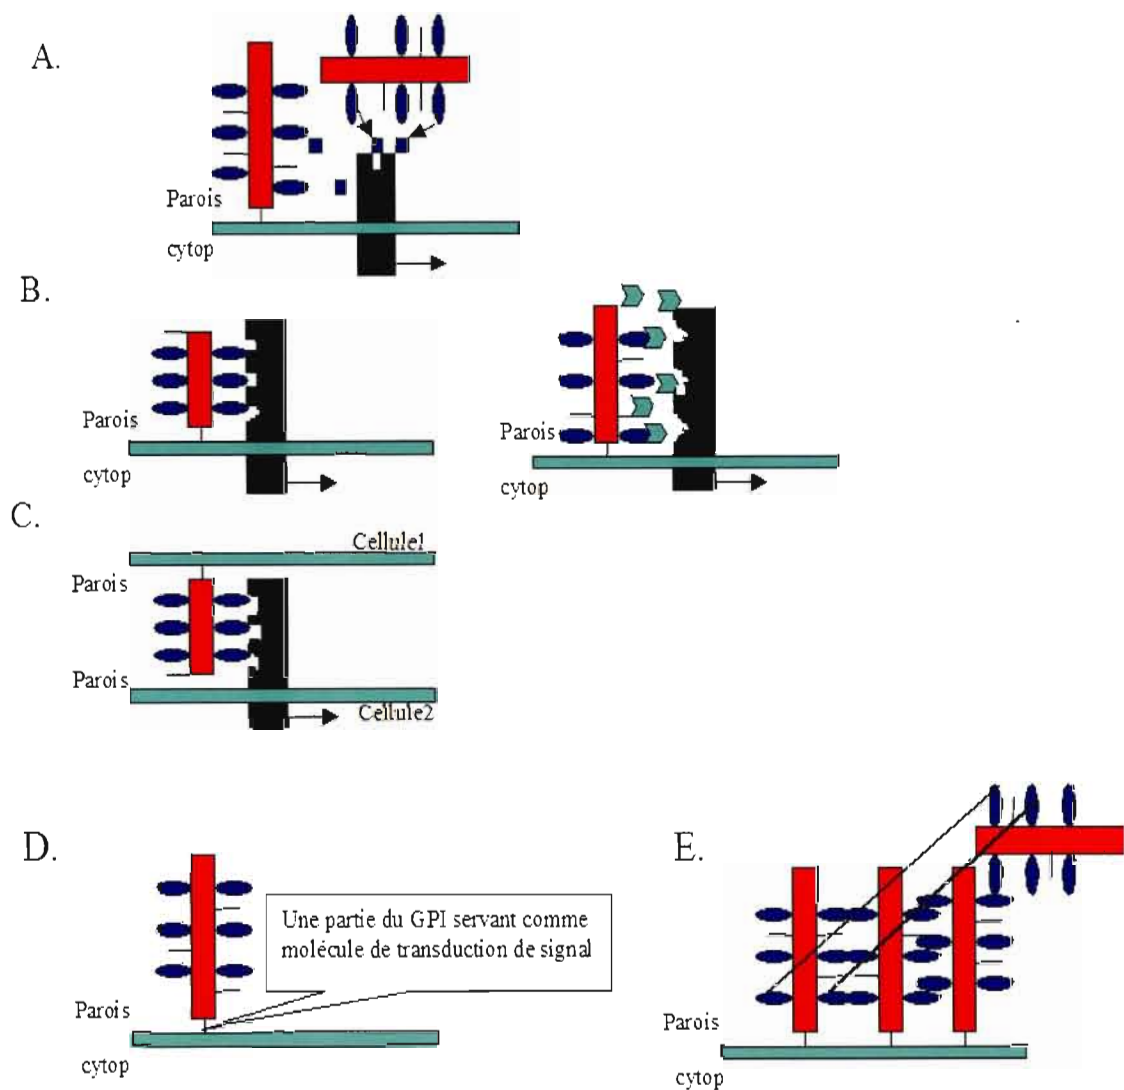 A.
Parois
cytop
B.
Parois
cytop
Parois
cytop
C.
Cellule1
Parois
Parois
Cellule2
D.
Une partie du GPI servant comme
molécule de transduction de signal
Parois
cytop
E.
Parois
cytop